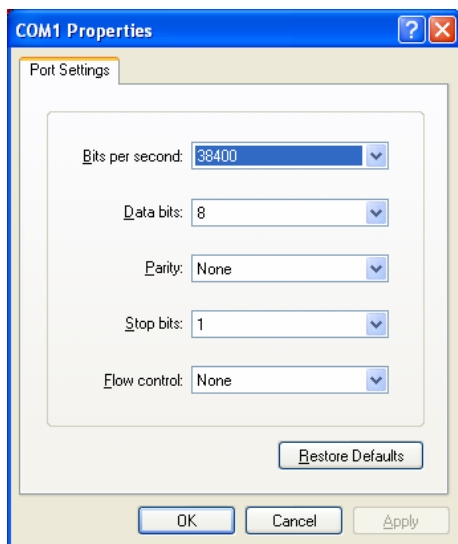 COM1 Properties
Port Settings
Bits per second: 38400
Data bits: 8
Parity: None
Stop bits: 1
Flow control: None
Restore Defaults
OK Cancel Apply